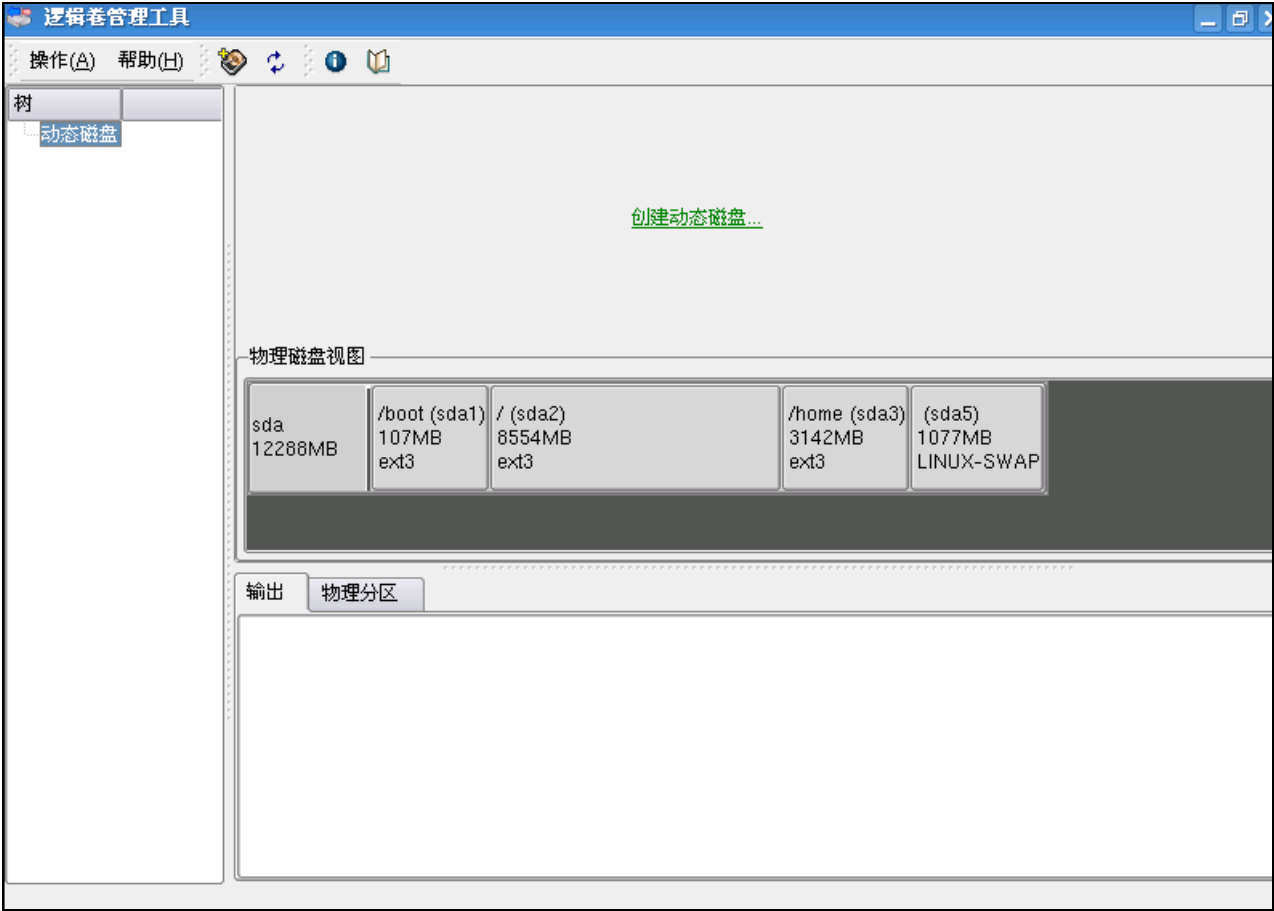 逻辑卷管理工具
操作(A) 帮助(H)
树
动态磁盘
创建动态磁盘...
物理磁盘视图
sda
12288MB
/boot (sda1)
107MB
ext3
/ (sda2)
8554MB
ext3
/home (sda3)
3142MB
ext3
(sda5)
1077MB
LINUX-SWAP
输出 物理分区